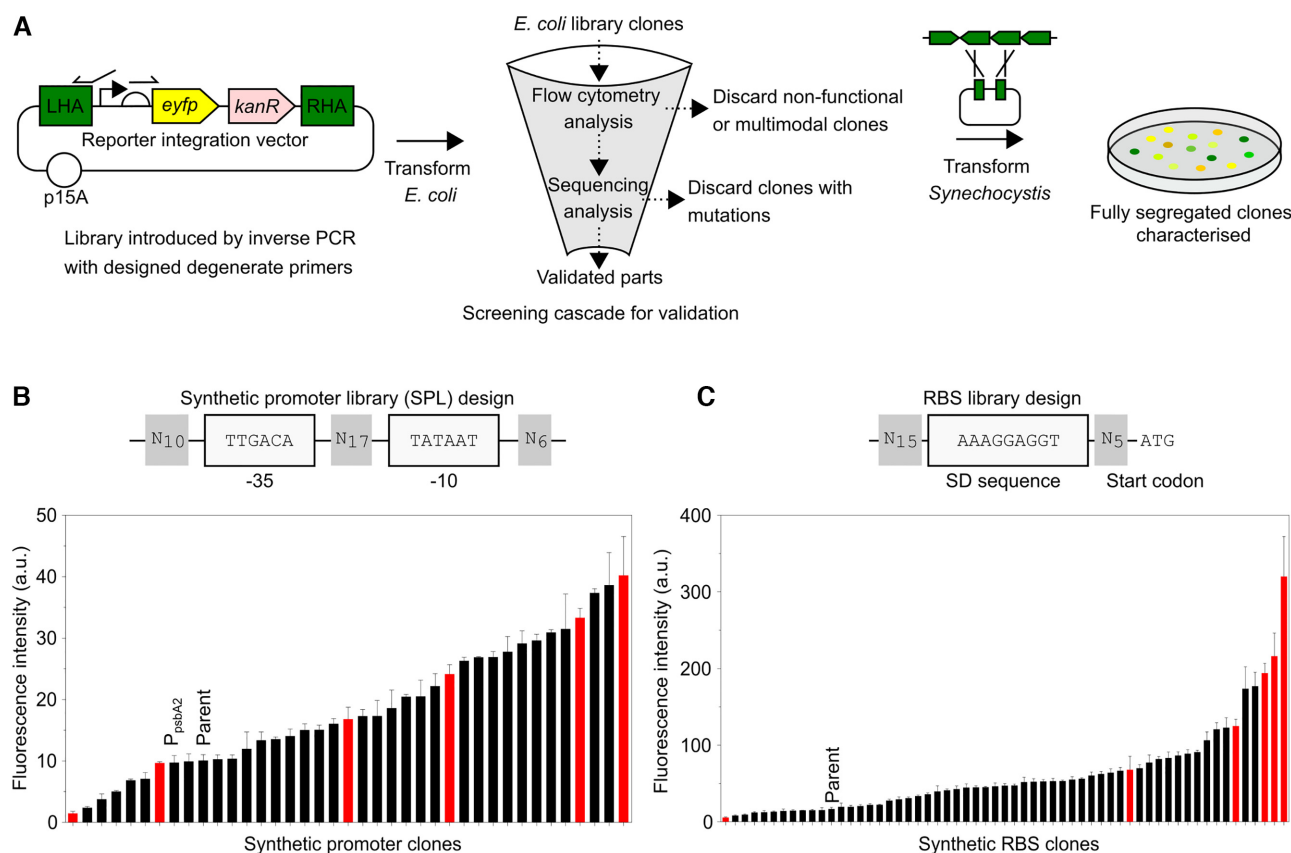 A
LHA
eyfp
kanR
RHA
Reporter integration vector
p15A
Library introduced by inverse PCR
with designed degenerate primers
Transform
E. coli
E. coli library clones
Flow cytometry
analysis
Discard non-functional
or multimodal clones
Sequencing
analysis
Discard clones with
mutations
Validated parts
Screening cascade for validation
Transform
Synechocystis
Fully segregated clones
characterised
B
Synthetic promoter library (SPL) design
N10 TTGACA N17 TATAAT N6
-35 -10
Fluorescence intensity (a.u.)
50
40
30
20
10
0
PpsbA2
Parent
Synthetic promoter clones
C
RBS library design
N15 AAAGGAGGT N5 ATG
SD sequence Start codon
Fluorescence intensity (a.u.)
400
300
200
100
0
Parent
Synthetic RBS clones